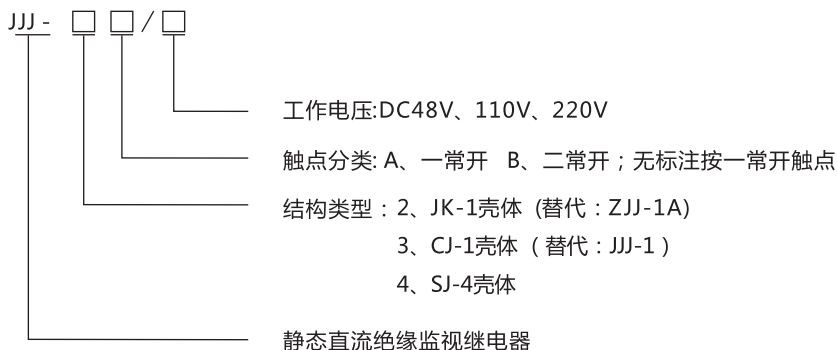 JJJ - □ □ / □
工作电压:DC48V、110V、220V
触点分类: A、一常开 B、二常开；无标注按一常开触点
结构类型：2、JK-1壳体 (替代：ZJJ-1A)
3、CJ-1壳体 （替代：JJJ-1）
4、SJ-4壳体
静态直流绝缘监视继电器